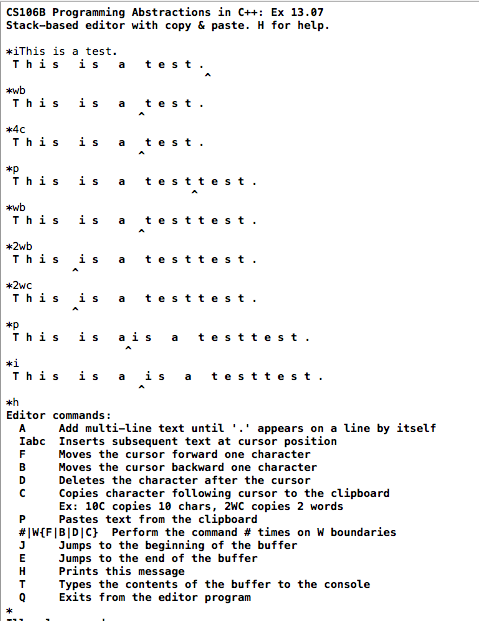 CS106B Programming Abstractions in C++: Ex 13.07
Stack-based editor with copy & paste. H for help.
*iThis is a test.
T h i s   i s   a   t e s t .
^
*wb
T h i s   i s   a   t e s t .
^
*4c
T h i s   i s   a   t e s t .
^
*p
T h i s   i s   a   t e s t t e s t .
^
*wb
T h i s   i s   a   t e s t t e s t .
^
*2wb
T h i s   i s   a   t e s t t e s t .
^
*2wc
T h i s   i s   a   t e s t t e s t .
^
*p
T h i s   i s   a i s   a   t e s t t e s t .
^
*i
T h i s   i s   a   i s   a   t e s t t e s t .
^
*h
Editor commands:
A     Add multi-line text until '.' appears on a line by itself
Iabc  Inserts subsequent text at cursor position
F     Moves the cursor forward one character
B     Moves the cursor backward one character
D     Deletes the character after the cursor
C     Copies character following cursor to the clipboard
Ex: 10C copies 10 chars, 2WC copies 2 words
P     Pastes text from the clipboard
#|W{F|B|D|C}  Perform the command # times on W boundaries
J     Jumps to the beginning of the buffer
E     Jumps to the end of the buffer
H     Prints this message
T     Types the contents of the buffer to the console
Q     Exits from the editor program
*